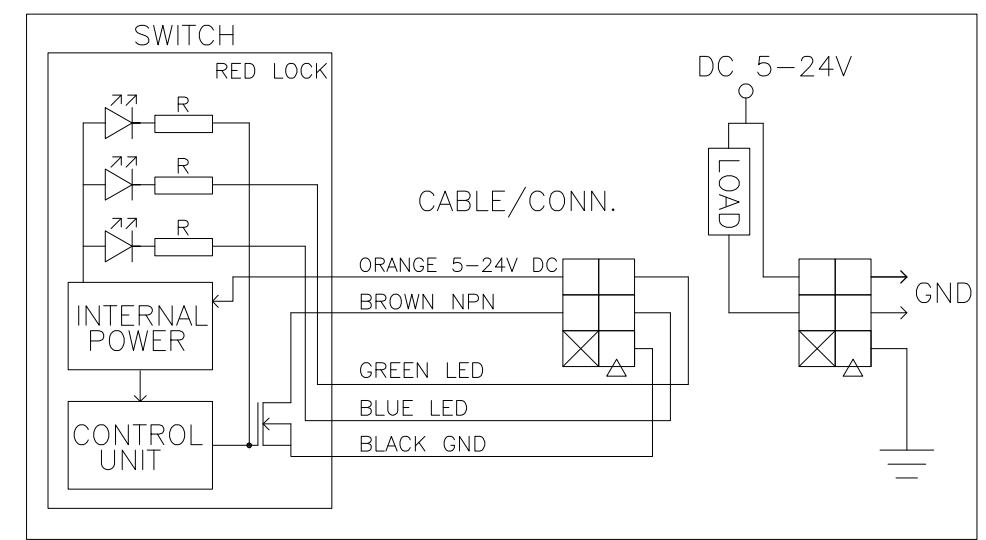 SWITCH
RED LOCK
R
R
R
INTERNAL
POWER
CONTROL
UNIT
CABLE/CONN.
ORANGE 5-24V DC
BROWN NPN
GREEN LED
BLUE LED
BLACK GND
DC 5-24V
LOAD
GND